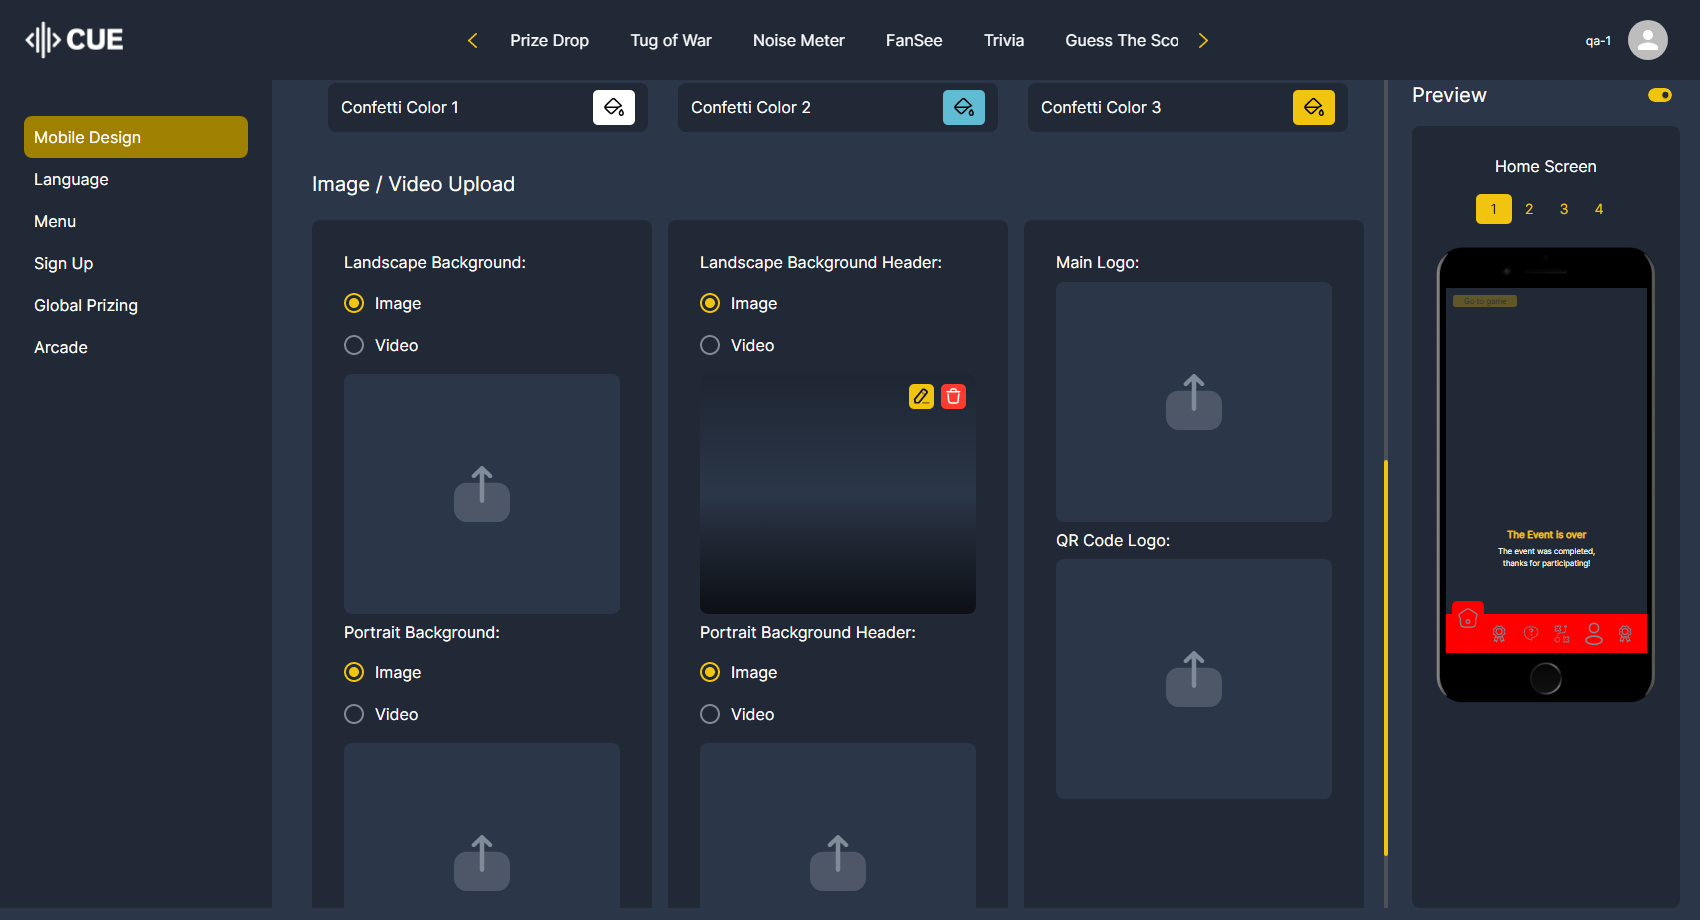 CUE
Prize Drop
Tug of War
Noise Meter
FanSee
Trivia
Guess The Sco
qa-1
Mobile Design
Language
Menu
Sign Up
Global Prizing
Arcade
Confetti Color 1
Confetti Color 2
Confetti Color 3
Image / Video Upload
Landscape Background:
Image
Video
Portrait Background:
Image
Video
Landscape Background Header:
Image
Video
Portrait Background Header:
Image
Video
Main Logo:
QR Code Logo:
Preview
Home Screen
1 2 3 4
Go to game
The Event is over
The event was completed,
thanks for participating!